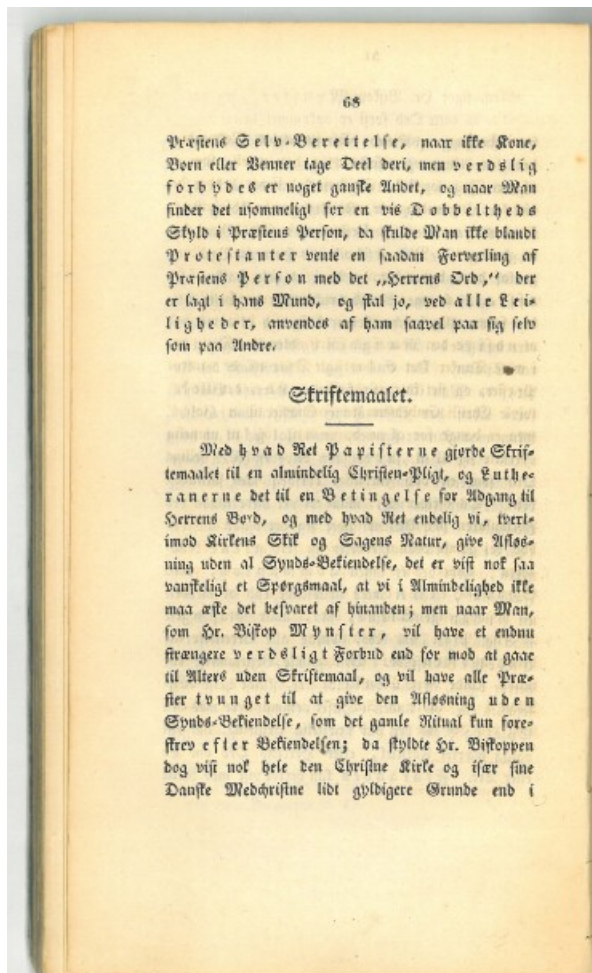 68
Præstens Selv-Berettelse, naar ikke Kone,
Børn eller Venner tage Deel deri, men verdslig
forbydes er noget ganske Andet, og naar Man
finder det usømmeligt for en vis Dobbeltheds
Skyld i Præstens Person, da skulde Man ikke blandt
Protestanter vente en saadan Forvexling af
Præstens Person med det „Herrens Ord,“ der
er lagt i hans Mund, og skal jo, ved alle Lei-
ligheder, anvendes af ham saavel paa sig selv
som paa Andre.
Skriftemaalet.
Med hvad Ret Papisterne gjorde Skrif-
temaalet til en almindelig Christen-Pligt, og Luthe-
ranerne det til en Betingelse for Adgang til
Herrens Bord, og med hvad Ret endelig vi, tvert-
imod Kirkens Skik og Sagens Natur, give Afløs-
ning uden al Synds-Bekiendelse, det er vist nok saa
vanskeligt et Spørgsmaal, at vi i Almindelighed ikke
maa æske det besvaret af hinanden; men naar Man,
som Hr. Biskop Mynster, vil have et endnu
strængere verdsligt Forbud end før mod at gaae
til Alters uden Skriftemaal, og vil have alle Præ-
ster tvunget til at give den Afløsning uden
Synds-Bekiendelse, som det gamle Ritual kun fore-
skrev efter Bekiendelsen; da skyldte Hr. Biskoppen
dog vist nok hele den Christne Kirke og især sine
Danske Medchristne lidt gyldigere Grunde end i